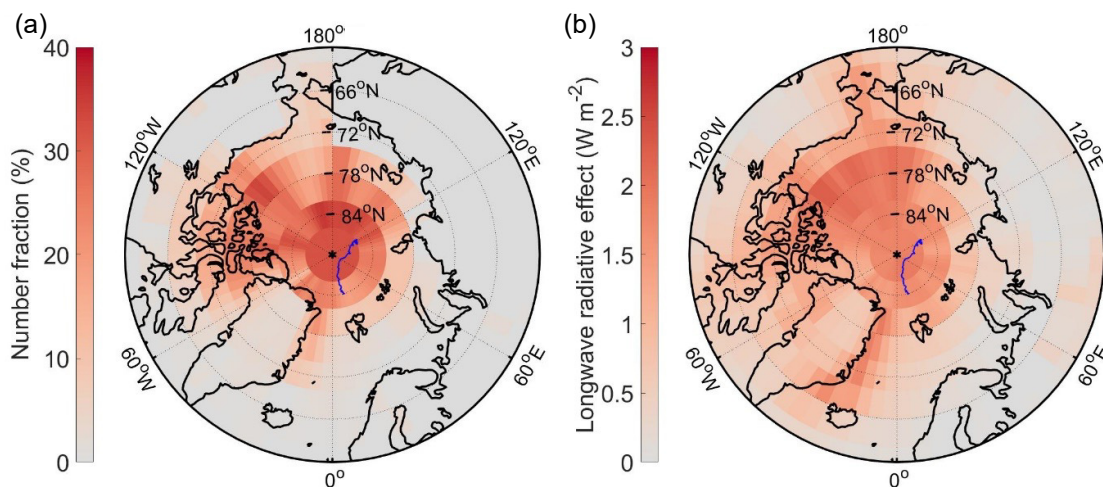 (a)
Number fraction (%)
40
30
20
10
0
180°
120°W
120°E
60°W
60°E
0°
66°N
72°N
78°N
84°N
(b)
Longwave radiative effect (W m⁻²)
3
2.5
2
1.5
1
0.5
0
180°
120°W
120°E
60°W
60°E
0°
66°N
72°N
78°N
84°N